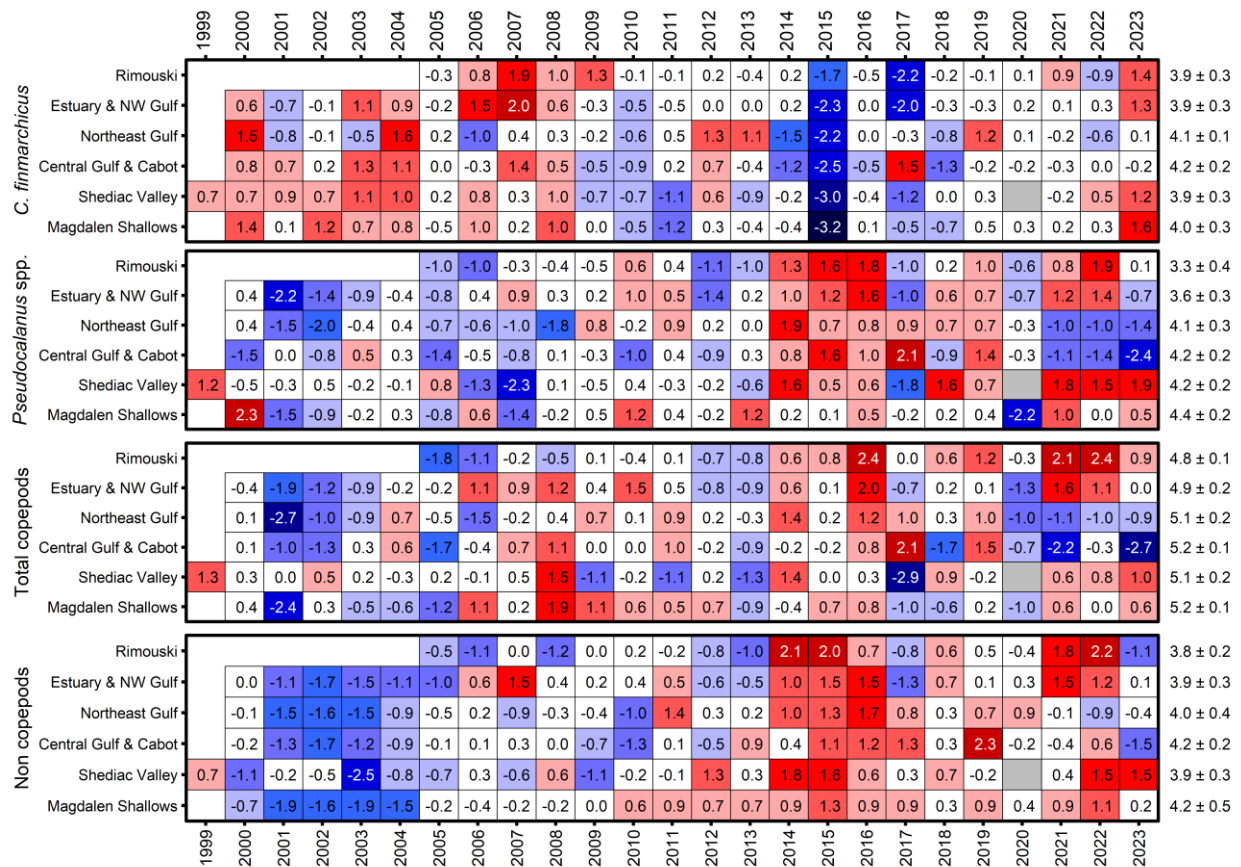 1999 2000 2001 2002 2003 2004 2005 2006 2007 2008 2009 2010 2011 2012 2013 2014 2015 2016 2017 2018 2019 2020 2021 2022 2023
C. finmarchicus
Rimouski -0.3 0.8 1.9 1.0 1.3 -0.1 -0.1 0.2 -0.4 0.2 -1.7 -0.5 -2.2 -0.2 -0.1 0.1 0.9 -0.9 1.4 3.9 ± 0.3
Estuary & NW Gulf 0.6 -0.7 -0.1 1.1 0.9 -0.2 1.5 2.0 0.6 -0.3 -0.5 -0.5 0.0 0.0 0.2 -2.3 0.0 -2.0 -0.3 -0.3 0.2 0.1 0.3 1.3 3.9 ± 0.3
Northeast Gulf 1.5 -0.8 -0.1 -0.5 1.6 0.2 -1.0 0.4 0.3 -0.2 -0.6 0.5 1.3 1.1 -1.5 -2.2 0.0 -0.3 -0.8 1.2 0.1 -0.2 -0.6 0.1 4.1 ± 0.1
Central Gulf & Cabot 0.8 0.7 0.2 1.3 1.1 0.0 -0.3 1.4 0.5 -0.5 -0.9 -0.2 0.7 -0.4 -1.2 -2.5 -0.5 1.5 -1.3 -0.2 -0.2 -0.3 0.0 -0.2 4.2 ± 0.2
Shediac Valley 0.7 0.7 0.9 0.7 1.1 1.0 0.2 0.8 0.3 1.0 -0.7 -0.7 -1.1 0.6 -0.9 -0.2 -3.0 -0.2 -1.2 0.0 0.3 -0.2 0.5 1.2 3.9 ± 0.3
Magdalen Shallows 1.4 0.1 1.2 0.7 0.8 -0.5 1.0 0.2 1.0 0.0 -0.5 -1.2 0.3 -0.4 -0.4 -3.2 0.1 -0.5 -0.7 0.5 0.3 0.2 0.3 1.6 4.0 ± 0.3
Pseudocalanus spp.
Rimouski -1.0 -1.0 -0.3 -0.4 -0.5 0.6 0.4 -1.1 -1.0 1.3 1.6 1.8 -1.0 0.2 1.0 -0.6 0.8 1.9 0.1 3.3 ± 0.4
Estuary & NW Gulf 0.4 -2.2 -1.4 -0.9 -0.4 -0.8 0.4 0.9 0.3 0.2 1.0 0.5 -1.4 0.2 1.0 1.2 1.6 -1.0 0.6 0.7 -0.7 1.2 1.4 -0.7 3.6 ± 0.3
Northeast Gulf 0.4 -1.5 -2.0 -0.4 0.4 -0.7 -0.6 -1.0 -1.8 0.8 -0.2 0.9 0.2 0.0 1.9 0.7 0.8 0.9 0.7 0.7 -0.3 -1.0 -1.0 -1.4 4.1 ± 0.3
Central Gulf & Cabot -1.5 0.0 -0.8 0.5 0.3 -1.4 -0.5 -0.8 0.1 -0.3 -1.0 0.4 -0.9 0.3 0.8 1.6 1.0 2.1 -0.9 1.4 -0.3 -1.1 -1.4 -2.4 4.2 ± 0.2
Shediac Valley 1.2 -0.5 -0.3 0.5 -0.2 -0.1 0.8 -1.3 -2.3 0.1 -0.5 0.4 -0.3 -0.2 -0.6 1.6 0.5 0.6 -1.8 1.6 0.7 1.8 1.5 1.9 4.2 ± 0.2
Magdalen Shallows 2.3 -1.5 -0.9 -0.2 0.3 -0.8 0.6 -1.4 -0.2 0.5 1.2 0.4 -0.2 1.2 0.2 0.1 0.5 -0.2 0.2 0.4 -2.2 1.0 0.0 0.5 4.4 ± 0.2
Total copepods
Rimouski -1.8 -1.1 -0.2 -0.5 0.1 -0.4 0.1 -0.7 -0.8 0.6 0.8 2.4 0.0 0.6 1.2 -0.3 2.1 2.4 0.9 4.8 ± 0.1
Estuary & NW Gulf -0.4 -1.9 -1.2 -0.9 -0.2 -0.2 1.1 0.9 1.2 0.4 1.5 0.5 -0.8 -0.9 0.6 0.1 2.0 -0.7 0.2 0.1 -1.3 1.6 1.1 0.0 4.9 ± 0.2
Northeast Gulf 0.1 -2.7 -1.0 -0.9 0.7 -0.5 -1.5 -0.2 0.4 0.7 0.1 0.9 0.2 -0.3 1.4 0.2 1.2 1.0 0.3 1.0 -1.0 -1.1 -1.0 -0.9 5.1 ± 0.2
Central Gulf & Cabot 0.1 -1.0 -1.3 0.3 0.6 -1.7 -0.4 0.7 1.1 0.0 0.0 1.0 -0.2 -0.9 -0.2 -0.2 0.8 2.1 -1.7 1.5 -0.7 -2.2 -0.3 -2.7 5.2 ± 0.1
Shediac Valley 1.3 0.3 0.0 0.5 0.2 -0.3 0.2 -0.1 0.5 1.5 -1.1 -0.2 -1.1 0.2 -1.3 1.4 0.0 0.3 -2.9 0.9 -0.2 0.6 0.8 1.0 5.1 ± 0.2
Magdalen Shallows 0.4 -2.4 0.3 -0.5 -0.6 -1.2 1.1 0.2 1.9 1.1 0.6 0.5 0.7 -0.9 -0.4 0.7 0.8 -1.0 -0.6 0.2 -1.0 0.6 0.0 0.6 5.2 ± 0.1
Non copepods
Rimouski -0.5 -1.1 0.0 -1.2 0.0 0.2 -0.2 -0.8 -1.0 2.1 2.0 0.7 -0.8 0.6 0.5 -0.4 1.8 2.2 -1.1 3.8 ± 0.2
Estuary & NW Gulf 0.0 -1.1 -1.7 -1.5 -1.1 -1.0 0.6 1.5 0.4 0.2 0.4 0.5 -0.6 -0.5 1.0 1.5 1.5 -1.3 0.7 0.1 0.3 1.5 1.2 0.1 3.9 ± 0.3
Northeast Gulf -0.1 -1.5 -1.6 -1.5 -0.9 -0.5 0.2 -0.9 -0.3 -0.4 -1.0 1.4 0.3 0.2 1.0 1.3 1.7 0.8 0.3 0.7 0.9 -0.1 -0.9 -0.4 4.0 ± 0.4
Central Gulf & Cabot -0.2 -1.3 -1.7 -1.2 -0.9 -0.1 0.1 0.3 0.0 -0.7 -1.3 0.1 -0.5 0.9 0.4 1.1 1.2 1.3 0.3 2.3 -0.2 -0.4 0.6 -1.5 4.2 ± 0.2
Shediac Valley 0.7 -1.1 -0.2 -0.5 -2.5 -0.8 -0.7 0.3 -0.6 0.6 -1.1 -0.2 -0.1 1.3 0.3 1.8 1.6 0.6 0.3 0.7 -0.2 0.4 1.5 1.5 3.9 ± 0.3
Magdalen Shallows -0.7 -1.9 -1.6 -1.9 -1.5 -0.2 -0.4 -0.2 -0.2 0.0 0.6 0.9 0.7 0.7 0.9 1.3 0.9 0.9 0.3 0.9 0.4 0.9 1.1 0.2 4.2 ± 0.5
1999 2000 2001 2002 2003 2004 2005 2006 2007 2008 2009 2010 2011 2012 2013 2014 2015 2016 2017 2018 2019 2020 2021 2022 2023